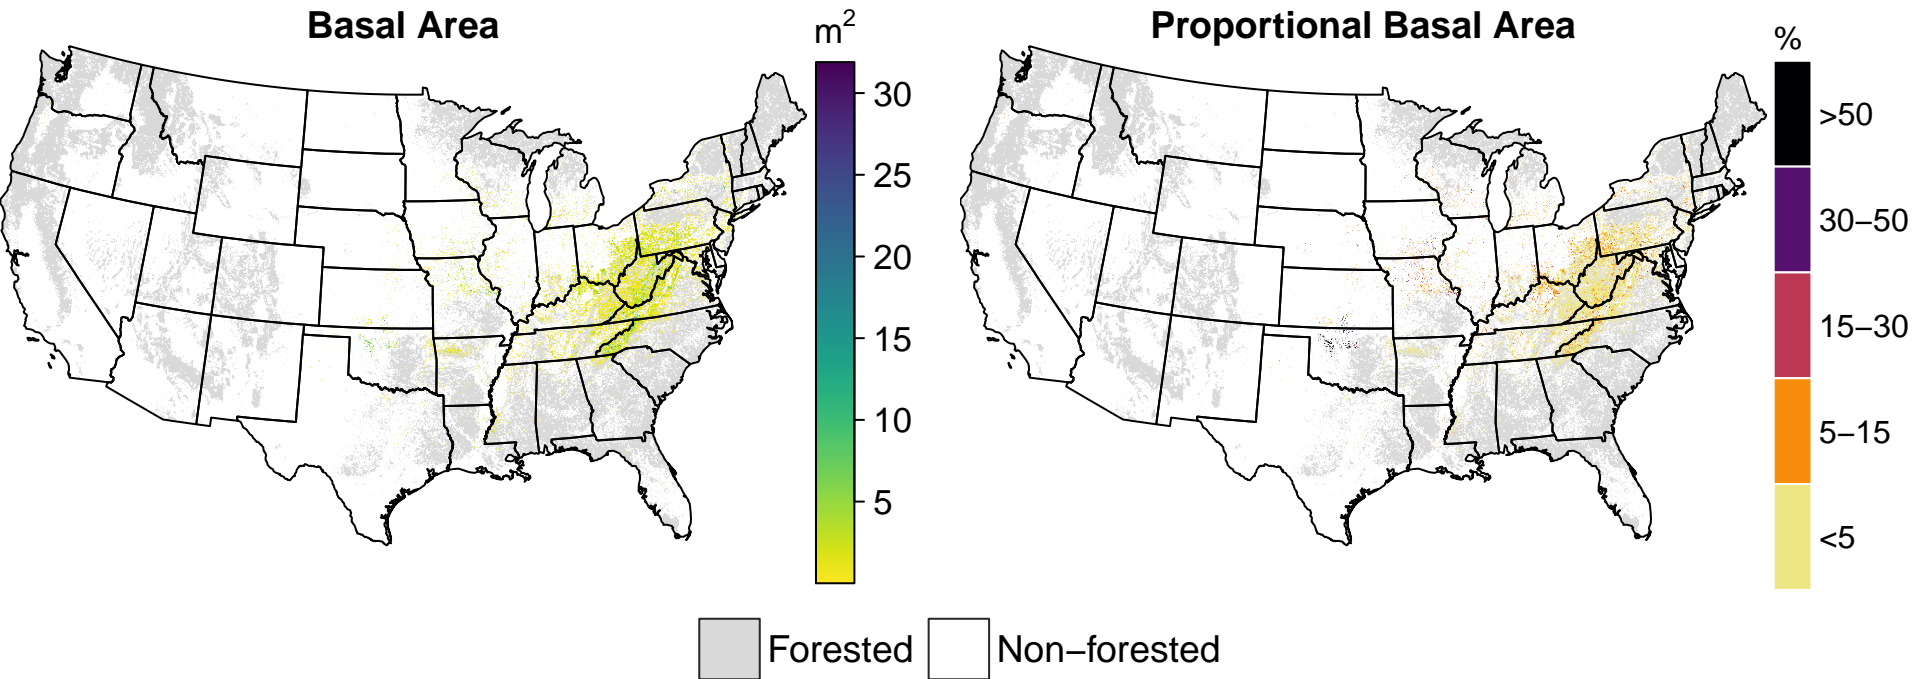 Basal Area
m²
30
25
20
15
10
5
Proportional Basal Area
%
>50
30−50
15−30
5−15
<5
Forested
Non−forested